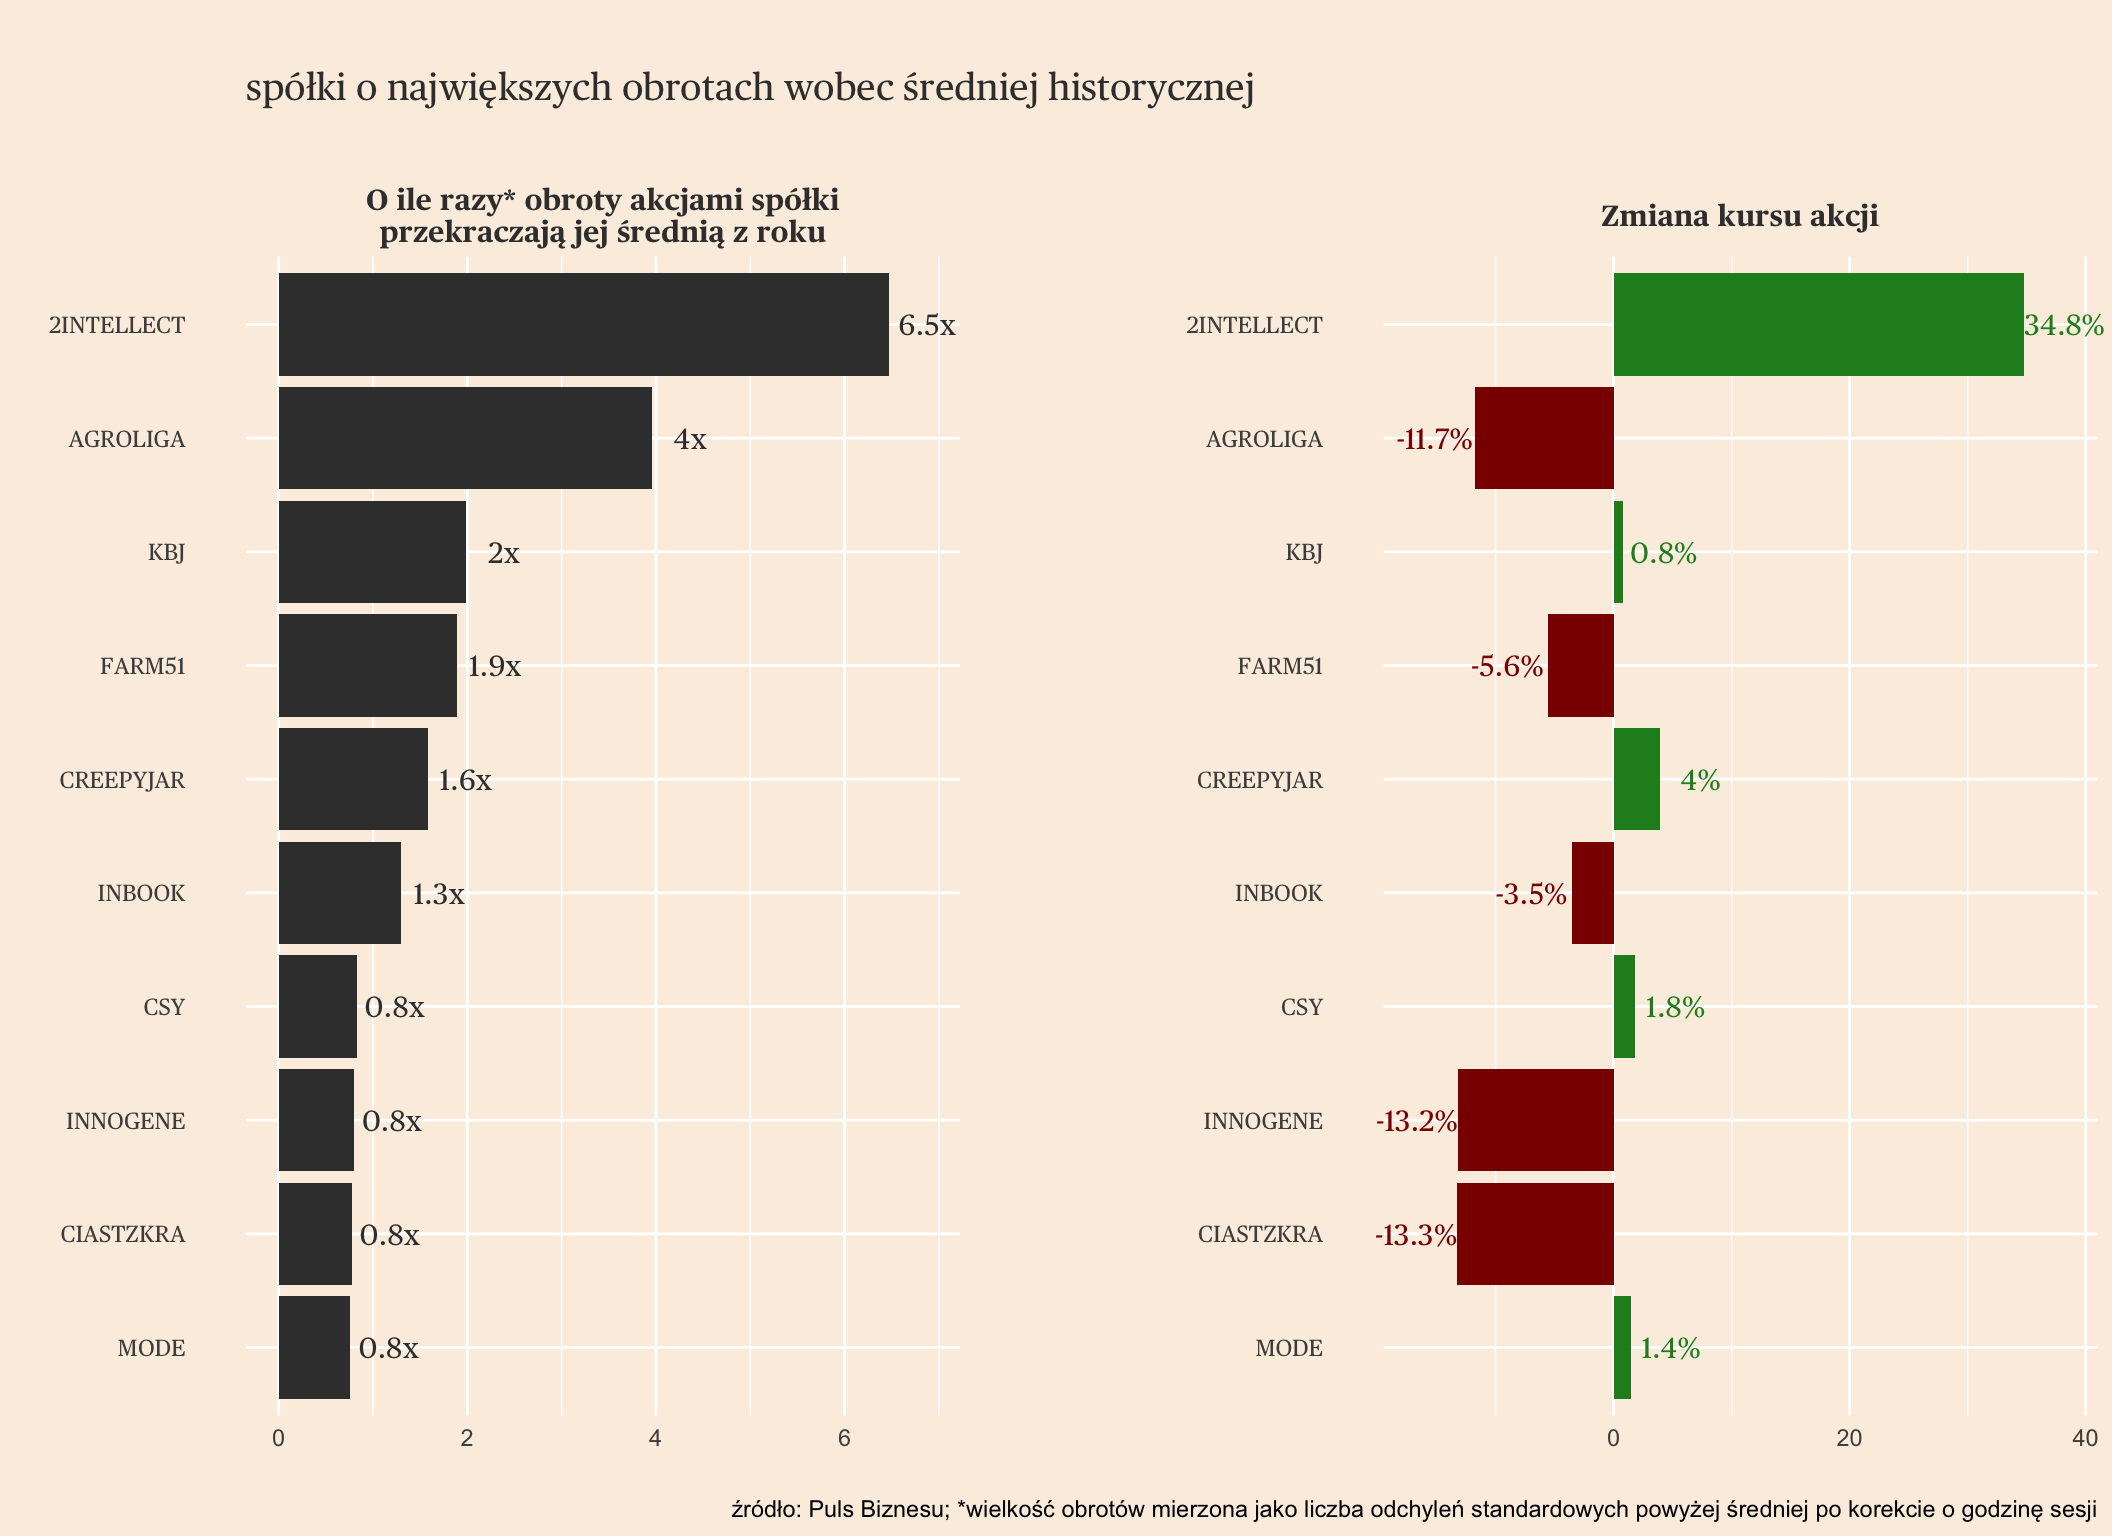 spółki o największych obrotach wobec średniej historycznej
O ile razy* obroty akcjami spółki
przekraczają jej średnią z roku
2INTELLECT
6.5x
AGROLIGA
4x
KBJ
2x
FARM51
1.9x
CREEPYJAR
1.6x
INBOOK
1.3x
CSY
0.8x
INNOGENE
0.8x
CIASTZKRA
0.8x
MODE
0.8x
0 2 4 6
Zmiana kursu akcji
2INTELLECT
34.8%
AGROLIGA
-11.7%
KBJ
0.8%
FARM51
-5.6%
CREEPYJAR
4%
INBOOK
-3.5%
CSY
1.8%
INNOGENE
-13.2%
CIASTZKRA
-13.3%
MODE
1.4%
0 20 40
źródło: Puls Biznesu; *wielkość obrotów mierzona jako liczba odchyleń standardowych powyżej średniej po korekcie o godzinę sesji